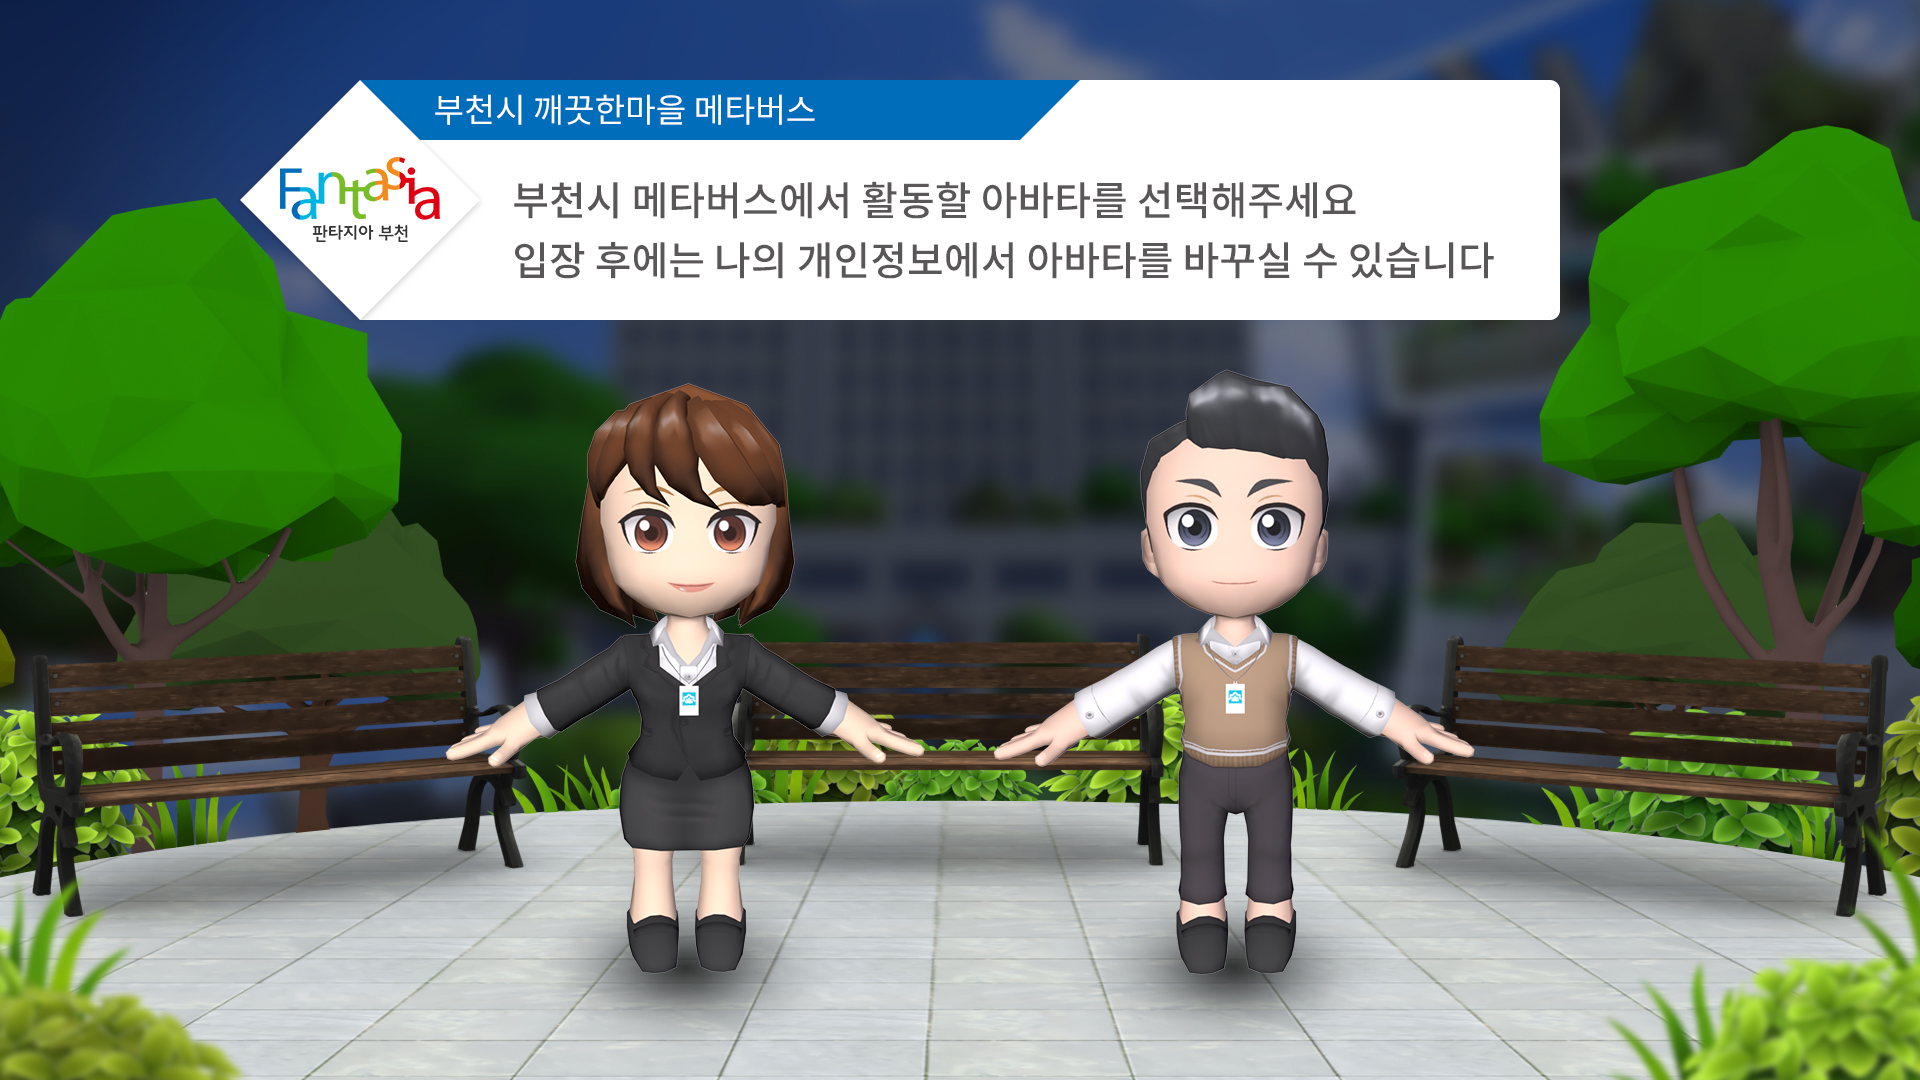 부천시 깨끗한마을 메타버스
Fantasia
판타지아 부천
부천시 메타버스에서 활동할 아바타를 선택해주세요
입장 후에는 나의 개인정보에서 아바타를 바꾸실 수 있습니다